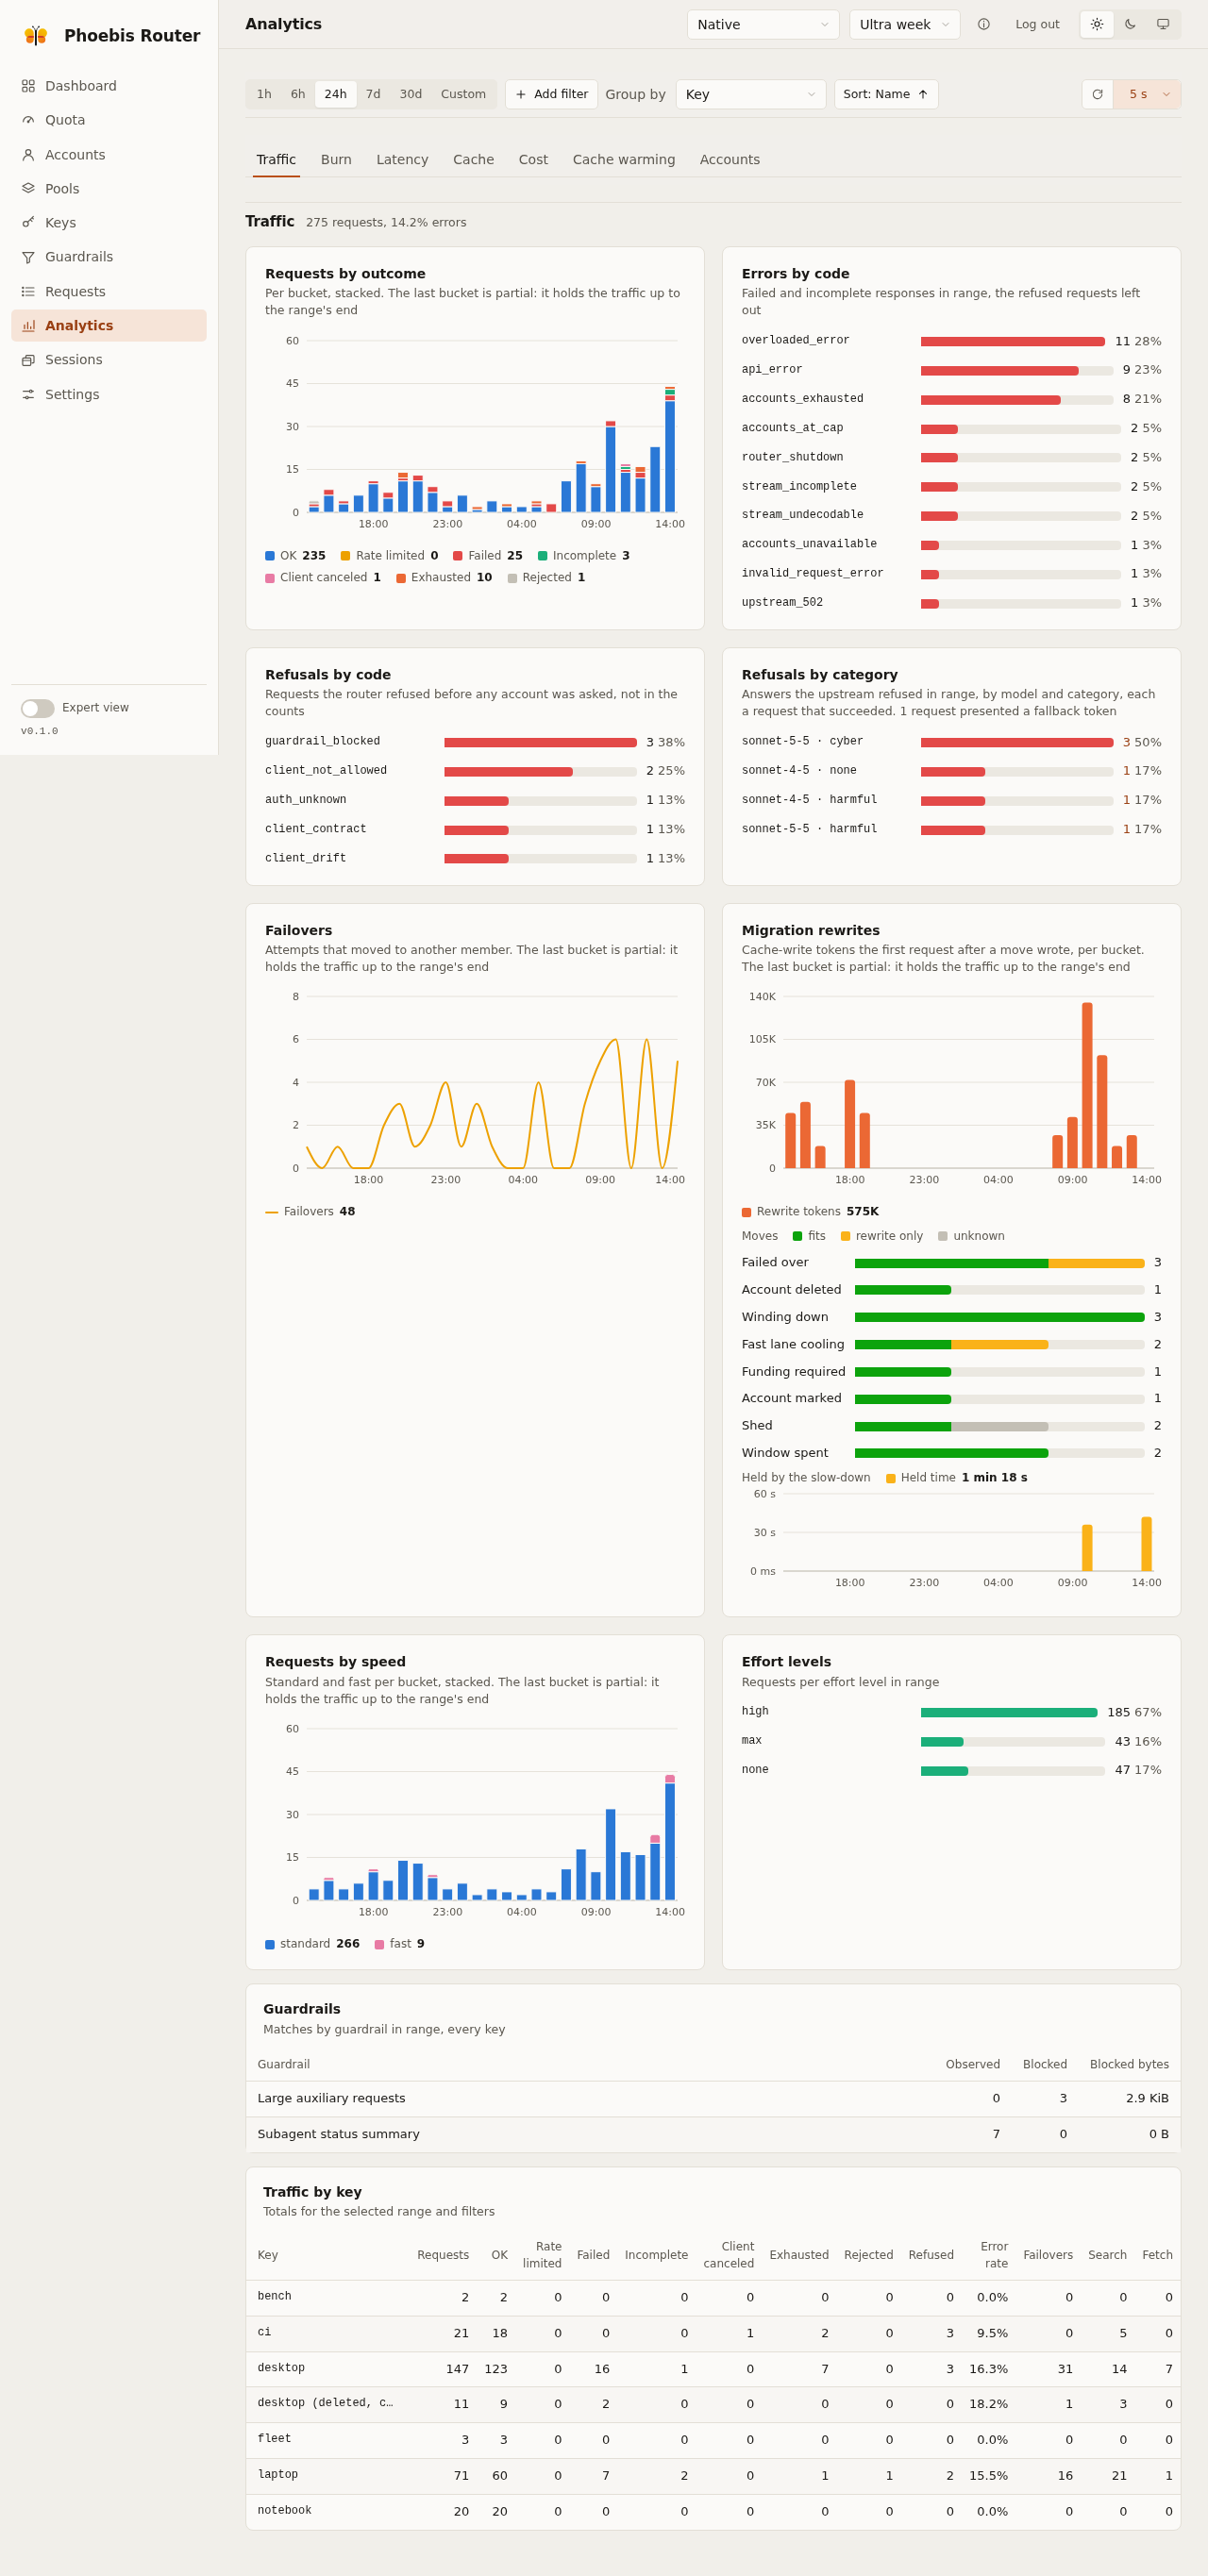 Phoebis Router
Analytics
Native
Ultra week
Log out
Dashboard
Quota
Accounts
Pools
Keys
Guardrails
Requests
Analytics
Sessions
Settings
Expert view
v0.1.0
1h 6h 24h 7d 30d Custom
Add filter
Group by
Key
Sort: Name
5 s
Traffic Burn Latency Cache Cost Cache warming Accounts
Traffic 275 requests, 14.2% errors
Requests by outcome
Per bucket, stacked. The last bucket is partial: it holds the traffic up to
the range's end
60
45
30
15
0
18:00 23:00 04:00 09:00 14:00
OK 235 Rate limited 0 Failed 25 Incomplete 3
Client canceled 1 Exhausted 10 Rejected 1
Errors by code
Failed and incomplete responses in range, the refused requests left
out
overloaded_error 11 28%
api_error 9 23%
accounts_exhausted 8 21%
accounts_at_cap 2 5%
router_shutdown 2 5%
stream_incomplete 2 5%
stream_undecodable 2 5%
accounts_unavailable 1 3%
invalid_request_error 1 3%
upstream_502 1 3%
Refusals by code
Requests the router refused before any account was asked, not in the
counts
guardrail_blocked 3 38%
client_not_allowed 2 25%
auth_unknown 1 13%
client_contract 1 13%
client_drift 1 13%
Refusals by category
Answers the upstream refused in range, by model and category, each
a request that succeeded. 1 request presented a fallback token
sonnet-5-5 · cyber 3 50%
sonnet-4-5 · none 1 17%
sonnet-4-5 · harmful 1 17%
sonnet-5-5 · harmful 1 17%
Failovers
Attempts that moved to another member. The last bucket is partial: it
holds the traffic up to the range's end
8
6
4
2
0
18:00 23:00 04:00 09:00 14:00
Failovers 48
Migration rewrites
Cache-write tokens the first request after a move wrote, per bucket.
The last bucket is partial: it holds the traffic up to the range's end
140K
105K
70K
35K
0
18:00 23:00 04:00 09:00 14:00
Rewrite tokens 575K
Moves fits rewrite only unknown
Failed over 3
Account deleted 1
Winding down 3
Fast lane cooling 2
Funding required 1
Account marked 1
Shed 2
Window spent 2
Held by the slow-down Held time 1 min 18 s
60 s
30 s
0 ms
18:00 23:00 04:00 09:00 14:00
Requests by speed
Standard and fast per bucket, stacked. The last bucket is partial: it
holds the traffic up to the range's end
60
45
30
15
0
18:00 23:00 04:00 09:00 14:00
standard 266 fast 9
Effort levels
Requests per effort level in range
high 185 67%
max 43 16%
none 47 17%
Guardrails
Matches by guardrail in range, every key
Guardrail Observed Blocked Blocked bytes
Large auxiliary requests 0 3 2.9 KiB
Subagent status summary 7 0 0 B
Traffic by key
Totals for the selected range and filters
Key Requests OK Rate limited Failed Incomplete Client canceled Exhausted Rejected Refused Error rate Failovers Search Fetch
bench 2 2 0 0 0 0 0 0 0 0.0% 0 0 0
ci 21 18 0 0 0 1 2 0 3 9.5% 0 5 0
desktop 147 123 0 16 1 0 7 0 3 16.3% 31 14 7
desktop (deleted, c… 11 9 0 2 0 0 0 0 0 18.2% 1 3 0
fleet 3 3 0 0 0 0 0 0 0 0.0% 0 0 0
laptop 71 60 0 7 2 0 1 1 2 15.5% 16 21 1
notebook 20 20 0 0 0 0 0 0 0 0.0% 0 0 0